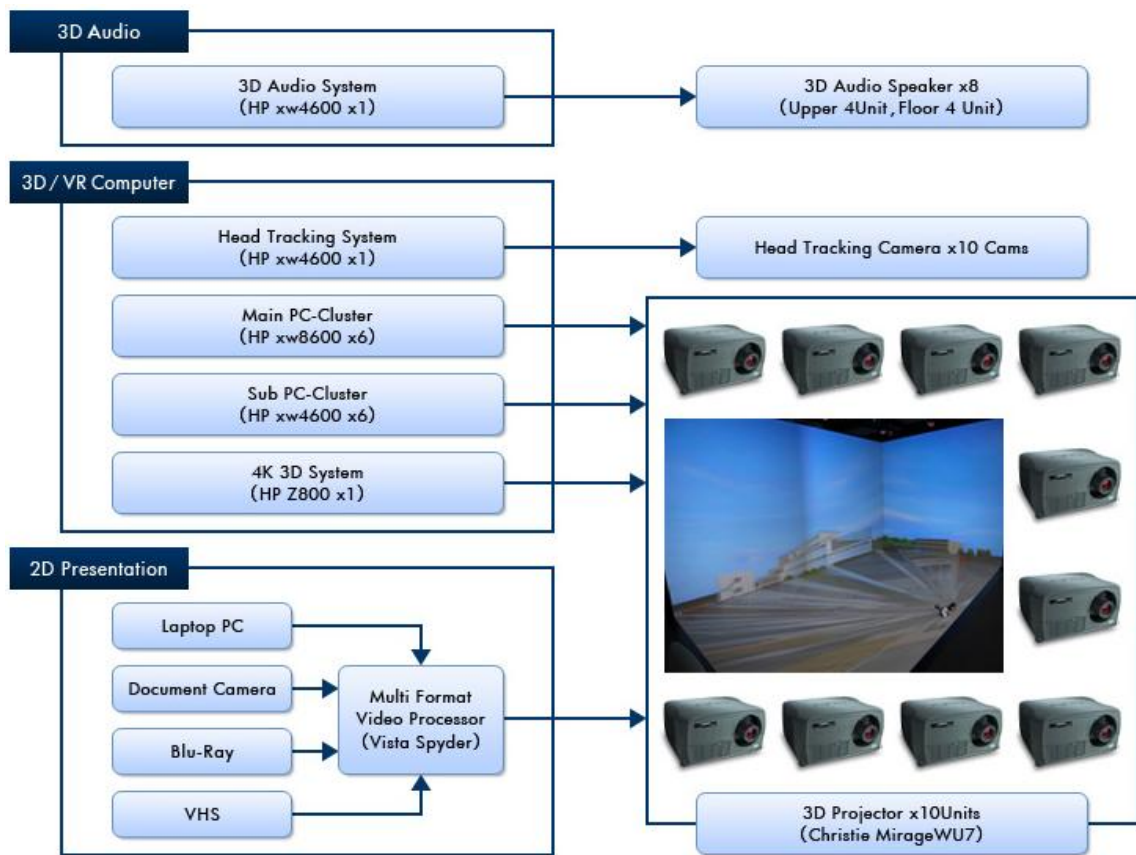 3D Audio
3D Audio System
(HP xw4600 x1)
3D Audio Speaker x8
(Upper 4Unit, Floor 4 Unit)
3D / VR Computer
Head Tracking System
(HP xw4600 x1)
Head Tracking Camera x10 Cams
Main PC-Cluster
(HP xw8600 x6)
Sub PC-Cluster
(HP xw4600 x6)
4K 3D System
(HP Z800 x1)
2D Presentation
Laptop PC
Document Camera
Blu-Ray
VHS
Multi Format
Video Processor
(Vista Spyder)
3D Projector x10Units
(Christie MirageWU7)